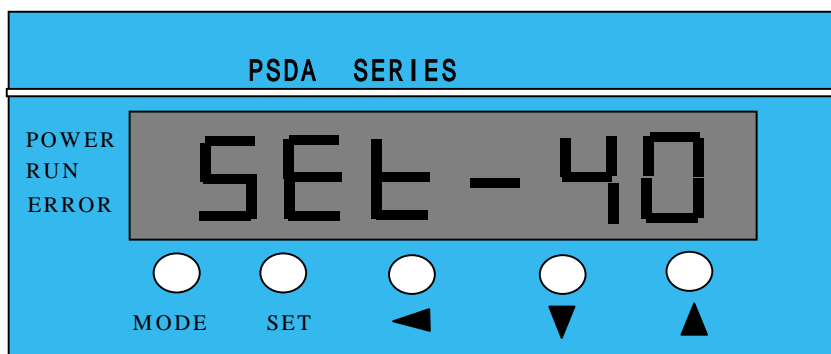 PSDA SERIES
POWER
RUN
ERROR
SEt-40
MODE SET